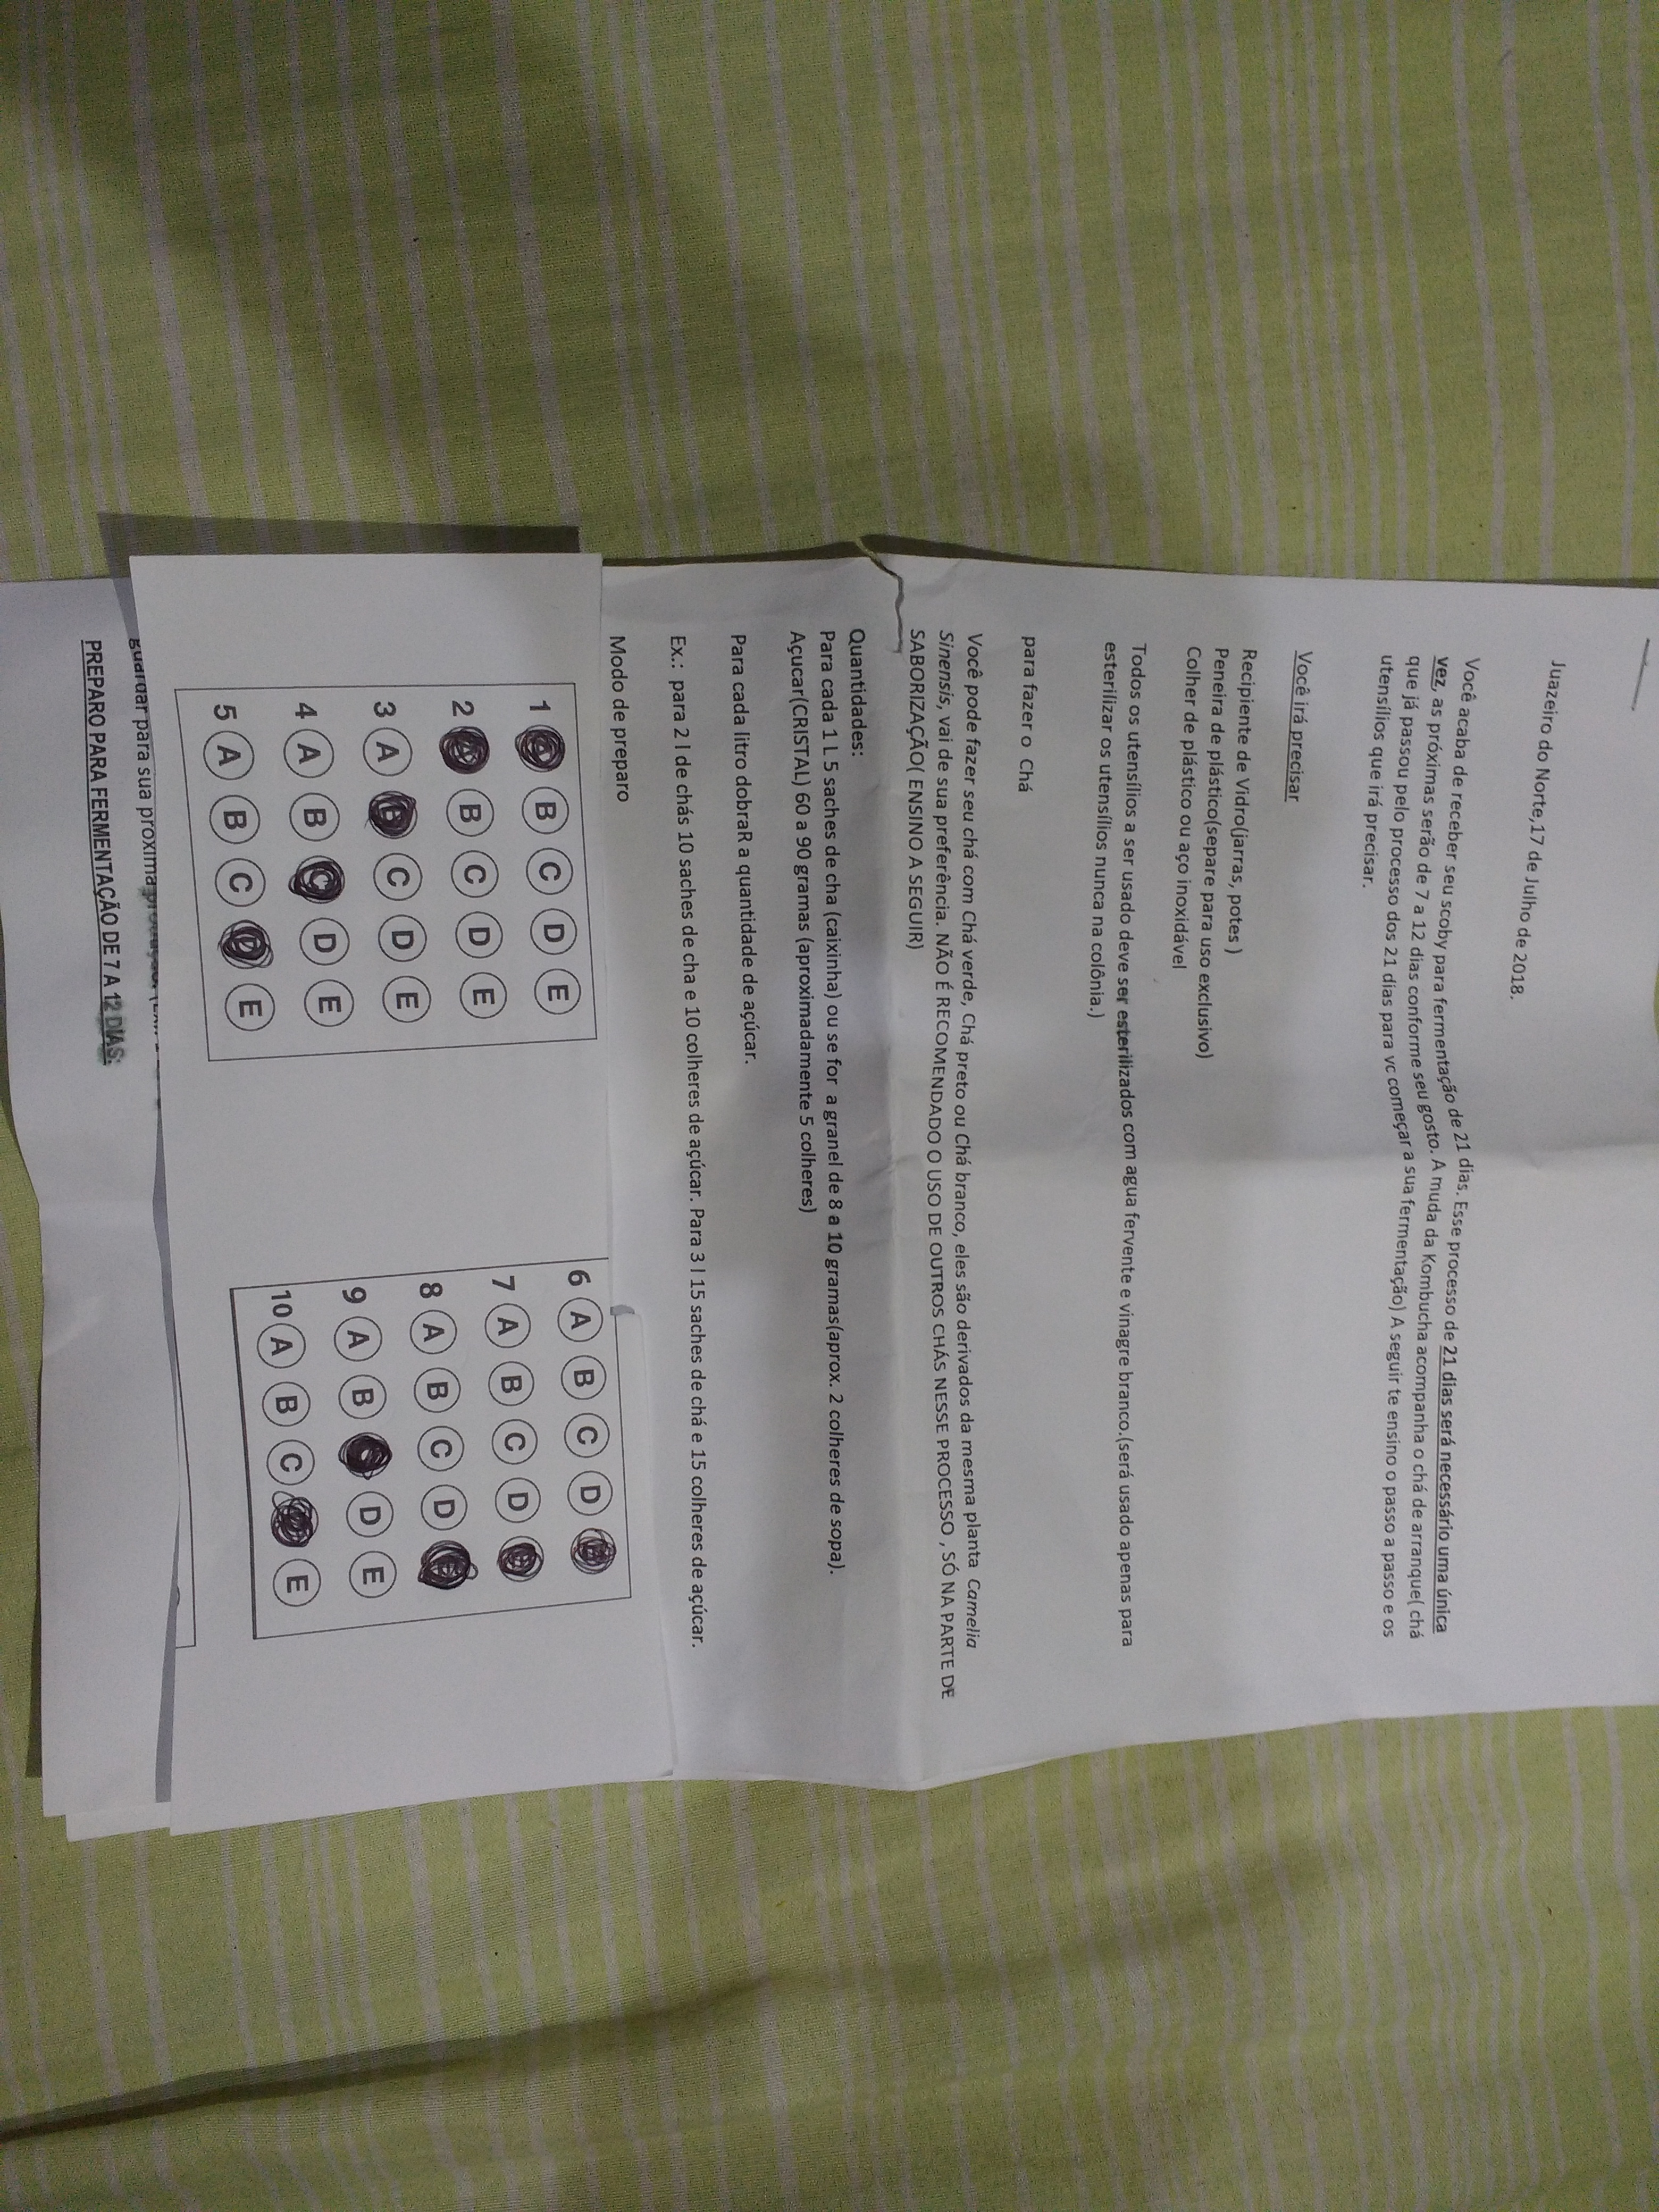 Juazeiro do Norte,17 de Julho de 2018.
Você acaba de receber seu scoby para fermentação de 21 dias. Esse processo de 21 dias será necessário uma única
vez, as próximas serão de 7 a 12 dias conforme seu gosto. A muda da Kombucha acompanha o chá de arranque( chá
que já passou pelo processo dos 21 dias para vc começar a sua fermentação) A seguir te ensino o passo a passo e os
utensílios que irá precisar.
Você irá precisar
Recipiente de Vidro(jarras, potes )
Peneira de plástico(separe para uso exclusivo)
Colher de plástico ou aço inoxidável
Todos os utensílios a ser usado deve ser esterilizados com agua fervente e vinagre branco.(será usado apenas para
esterilizar os utensílios nunca na colônia.)
para fazer o Chá
Você pode fazer seu chá com Chá verde, Chá preto ou Chá branco, eles são derivados da mesma planta Camelia
Sinensis, vai de sua preferência. NÃO É RECOMENDADO O USO DE OUTROS CHÁS NESSE PROCESSO , SÓ NA PARTE DE
SABORIZAÇÃO( ENSINO A SEGUIR)
Quantidades:
Para cada 1 L 5 saches de cha (caixinha) ou se for a granel de 8 a 10 gramas(aprox. 2 colheres de sopa).
Açucar(CRISTAL) 60 a 90 gramas (aproximadamente 5 colheres)
Para cada litro dobraR a quantidade de açúcar.
Ex.: para 2 l de chás 10 saches de cha e 10 colheres de açúcar. Para 3 l 15 saches de chá e 15 colheres de açúcar.
Modo de preparo
1 A B C D E
2 A B C D E
3 A B C D E
4 A B C D E
5 A B C D E
6 A B C D E
7 A B C D E
8 A B C D E
9 A B C D E
10 A B C D E
guardar para sua proxima
PREPARO PARA FERMENTAÇÃO DE 7 A 12 DIAS: